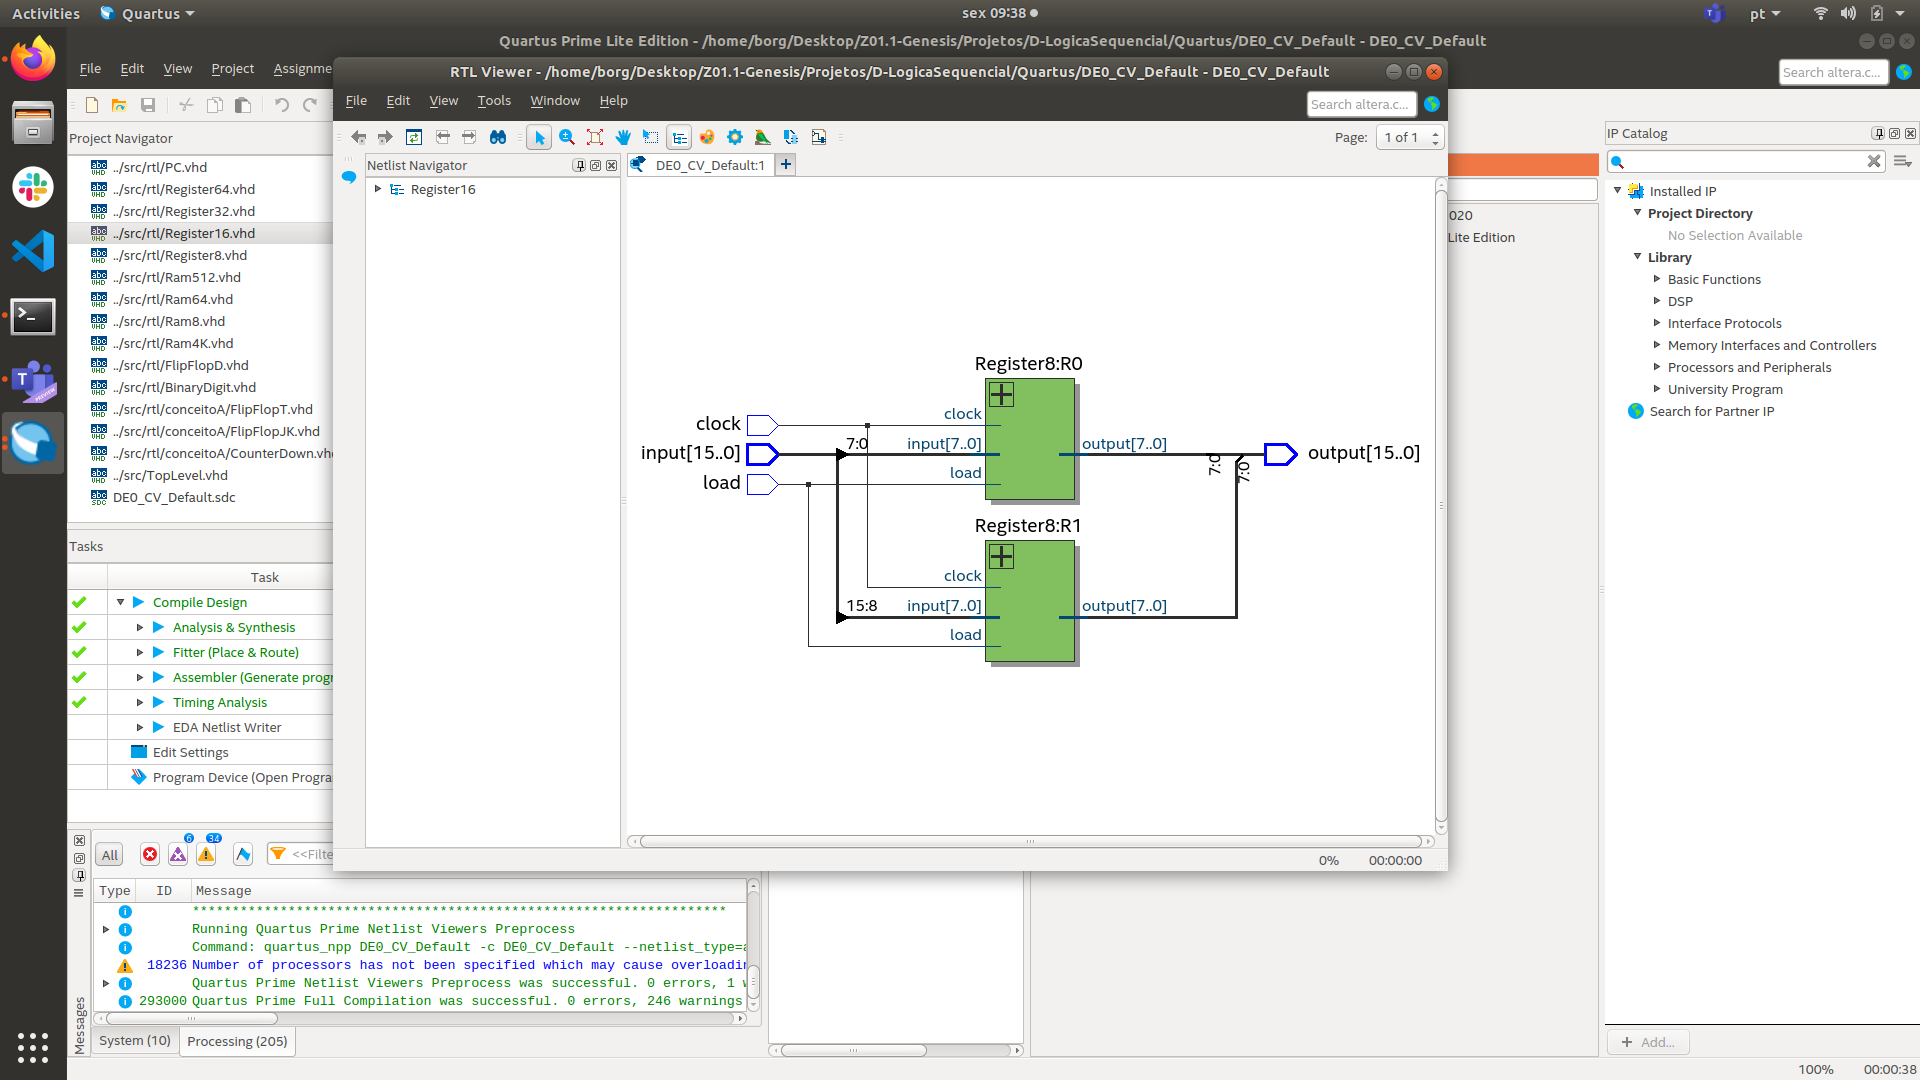 Activities
Quartus
sex 09:38
pt
Quartus Prime Lite Edition - /home/borg/Desktop/Z01.1-Genesis/Projetos/D-LogicaSequencial/Quartus/DE0_CV_Default - DE0_CV_Default
File Edit View Project Assignme
Search altera.c...
RTL Viewer - /home/borg/Desktop/Z01.1-Genesis/Projetos/D-LogicaSequencial/Quartus/DE0_CV_Default - DE0_CV_Default
File Edit View Tools Window Help
Search altera.c...
Page: 1 of 1
Project Navigator
../src/rtl/PC.vhd
../src/rtl/Register64.vhd
../src/rtl/Register32.vhd
../src/rtl/Register16.vhd
../src/rtl/Register8.vhd
../src/rtl/Ram512.vhd
../src/rtl/Ram64.vhd
../src/rtl/Ram8.vhd
../src/rtl/Ram4K.vhd
../src/rtl/FlipFlopD.vhd
../src/rtl/BinaryDigit.vhd
../src/rtl/conceitoA/FlipFlopT.vhd
../src/rtl/conceitoA/FlipFlopJK.vhd
../src/rtl/conceitoA/CounterDown.vh
../src/TopLevel.vhd
DE0_CV_Default.sdc
Netlist Navigator
Register16
DE0_CV_Default:1
Register8:R0
clock
clock
7:0
input[7..0]
output[7..0]
input[15..0]
output[15..0]
load
load
7:0
7:0
Register8:R1
clock
15:8
input[7..0]
output[7..0]
load
0%
00:00:00
Tasks
Task
Compile Design
Analysis & Synthesis
Fitter (Place & Route)
Assembler (Generate progr
Timing Analysis
EDA Netlist Writer
Edit Settings
Program Device (Open Progra
020
Lite Edition
IP Catalog
Installed IP
Project Directory
No Selection Available
Library
Basic Functions
DSP
Interface Protocols
Memory Interfaces and Controllers
Processors and Peripherals
University Program
Search for Partner IP
+ Add...
All
6
34
<<Filte
Type ID Message
*******************************************************************
Running Quartus Prime Netlist Viewers Preprocess
Command: quartus_npp DE0_CV_Default -c DE0_CV_Default --netlist_type=
18236 Number of processors has not been specified which may cause overloadi
Quartus Prime Netlist Viewers Preprocess was successful. 0 errors, 1 w
293000 Quartus Prime Full Compilation was successful. 0 errors, 246 warnings
Messages
System (10)
Processing (205)
100%
00:00:38